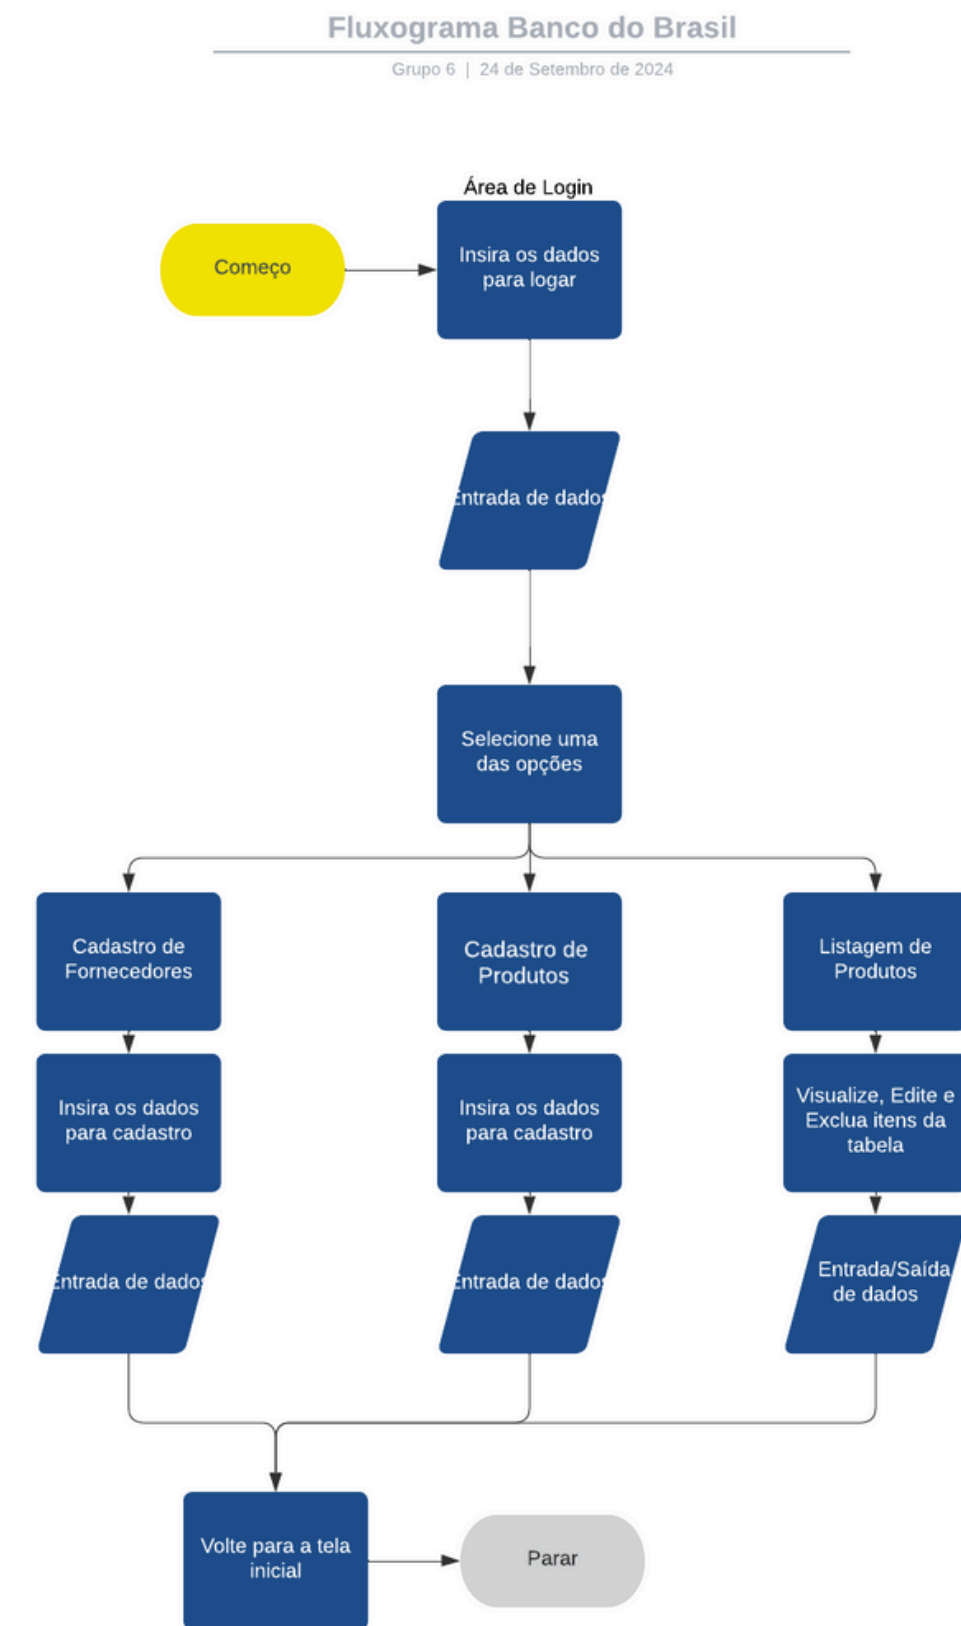 Fluxograma Banco do Brasil
Grupo 6 | 24 de Setembro de 2024
Área de Login
Começo
Insira os dados
para logar
Entrada de dados
Selecione uma
das opções
Cadastro de
Fornecedores
Cadastro de
Produtos
Listagem de
Produtos
Insira os dados
para cadastro
Insira os dados
para cadastro
Visualize, Edite e
Exclua itens da
tabela
Entrada de dados
Entrada de dados
Entrada/Saída
de dados
Volte para a tela
inicial
Parar